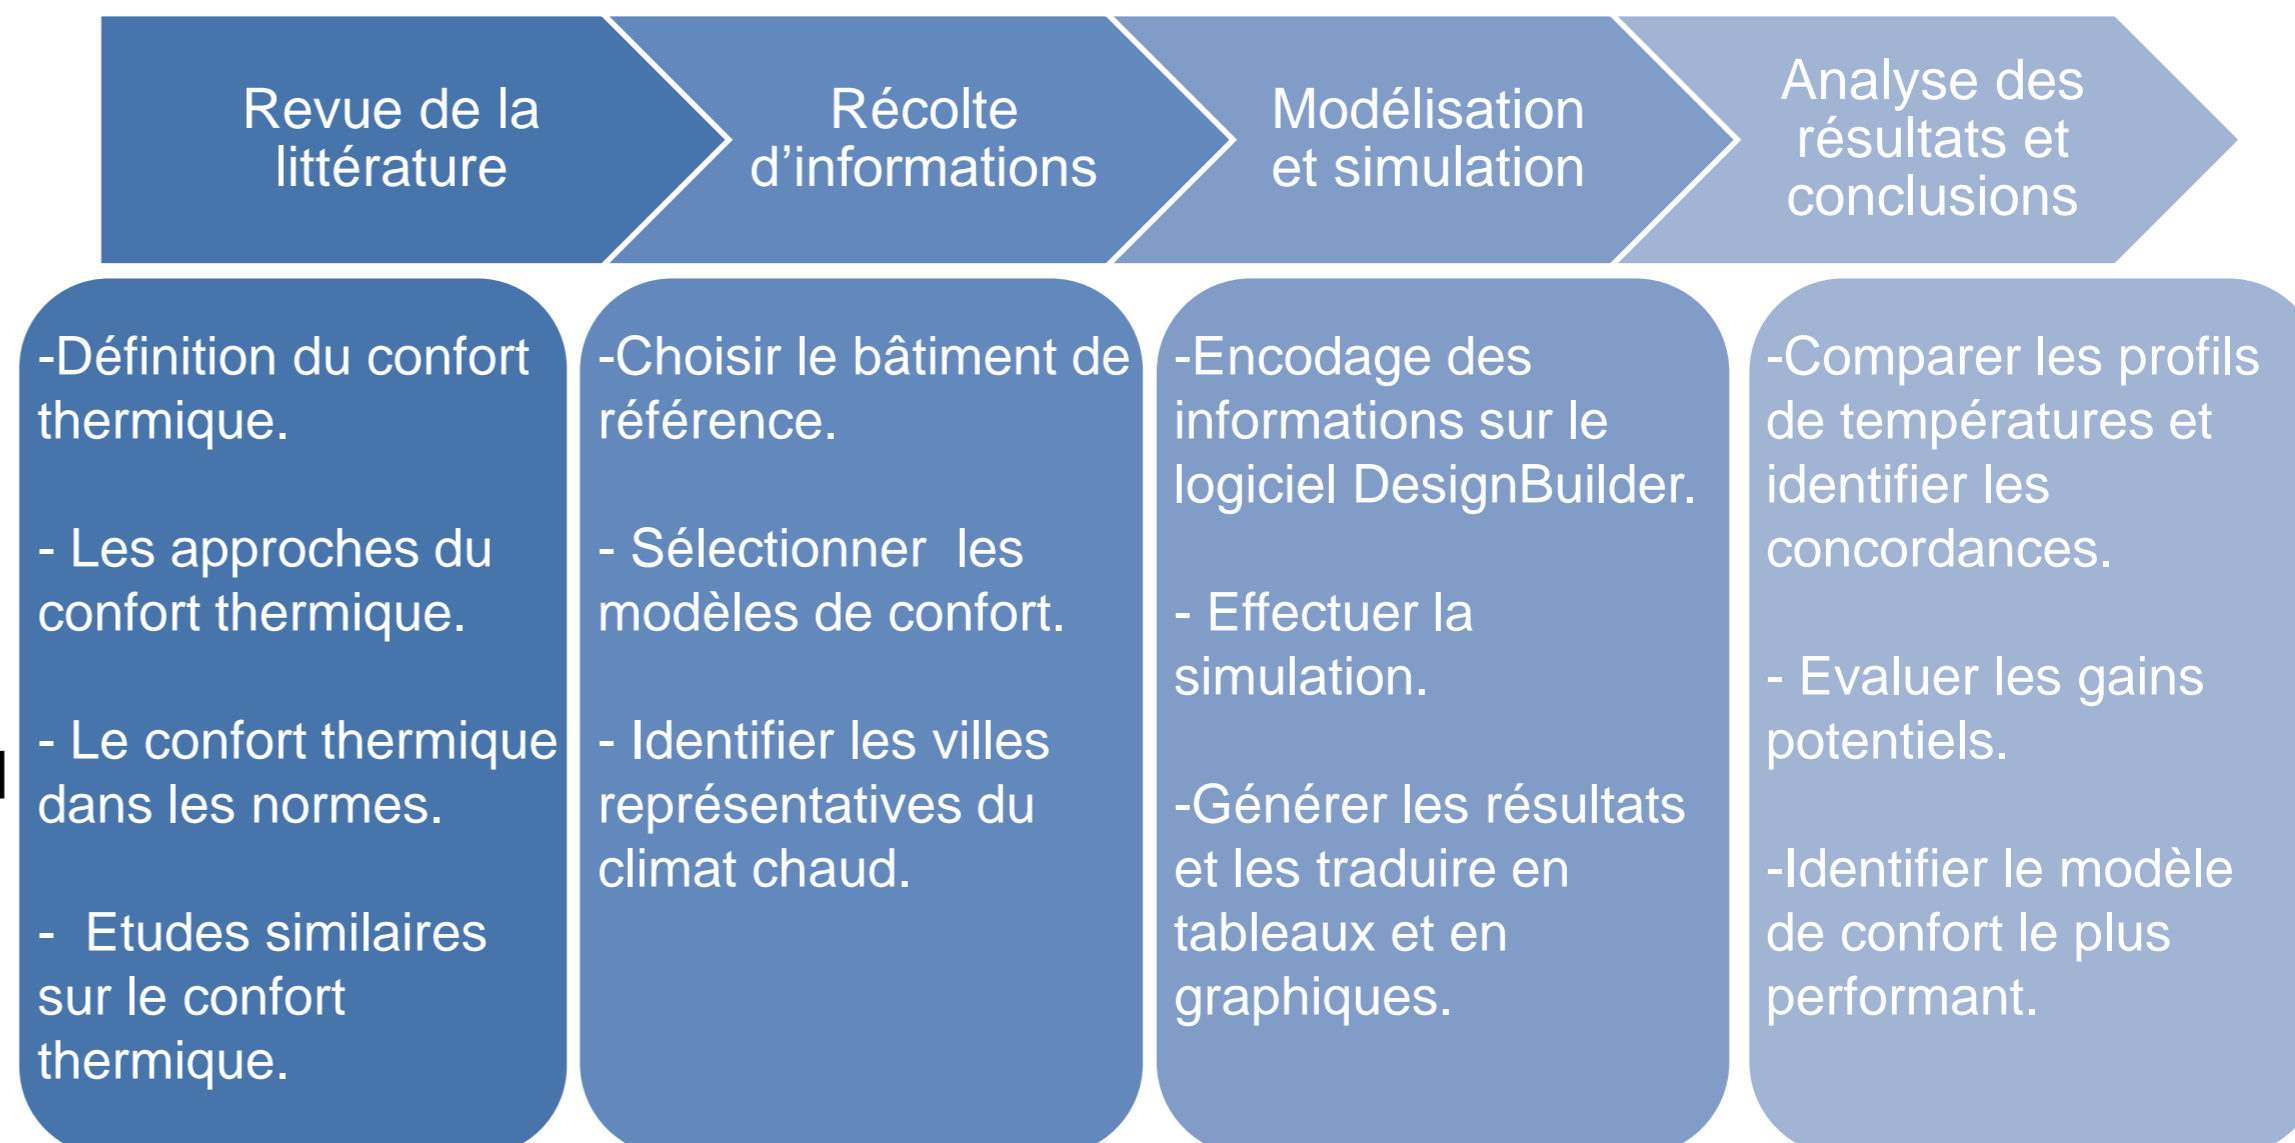 Revue de la
littérature
Récolte
d’informations
Modélisation
et simulation
Analyse des
résultats et
conclusions
-Définition du confort
thermique.
- Les approches du
confort thermique.
- Le confort thermique
dans les normes.
-  Etudes similaires
sur le confort
thermique.
-Choisir le bâtiment de
référence.
- Sélectionner  les
modèles de confort.
- Identifier les villes
représentatives du
climat chaud.
-Encodage des
informations sur le
logiciel DesignBuilder.
- Effectuer la
simulation.
-Générer les résultats
et les traduire en
tableaux et en
graphiques.
-Comparer les profils
de températures et
identifier les
concordances.
- Evaluer les gains
potentiels.
-Identifier le modèle
de confort le plus
performant.